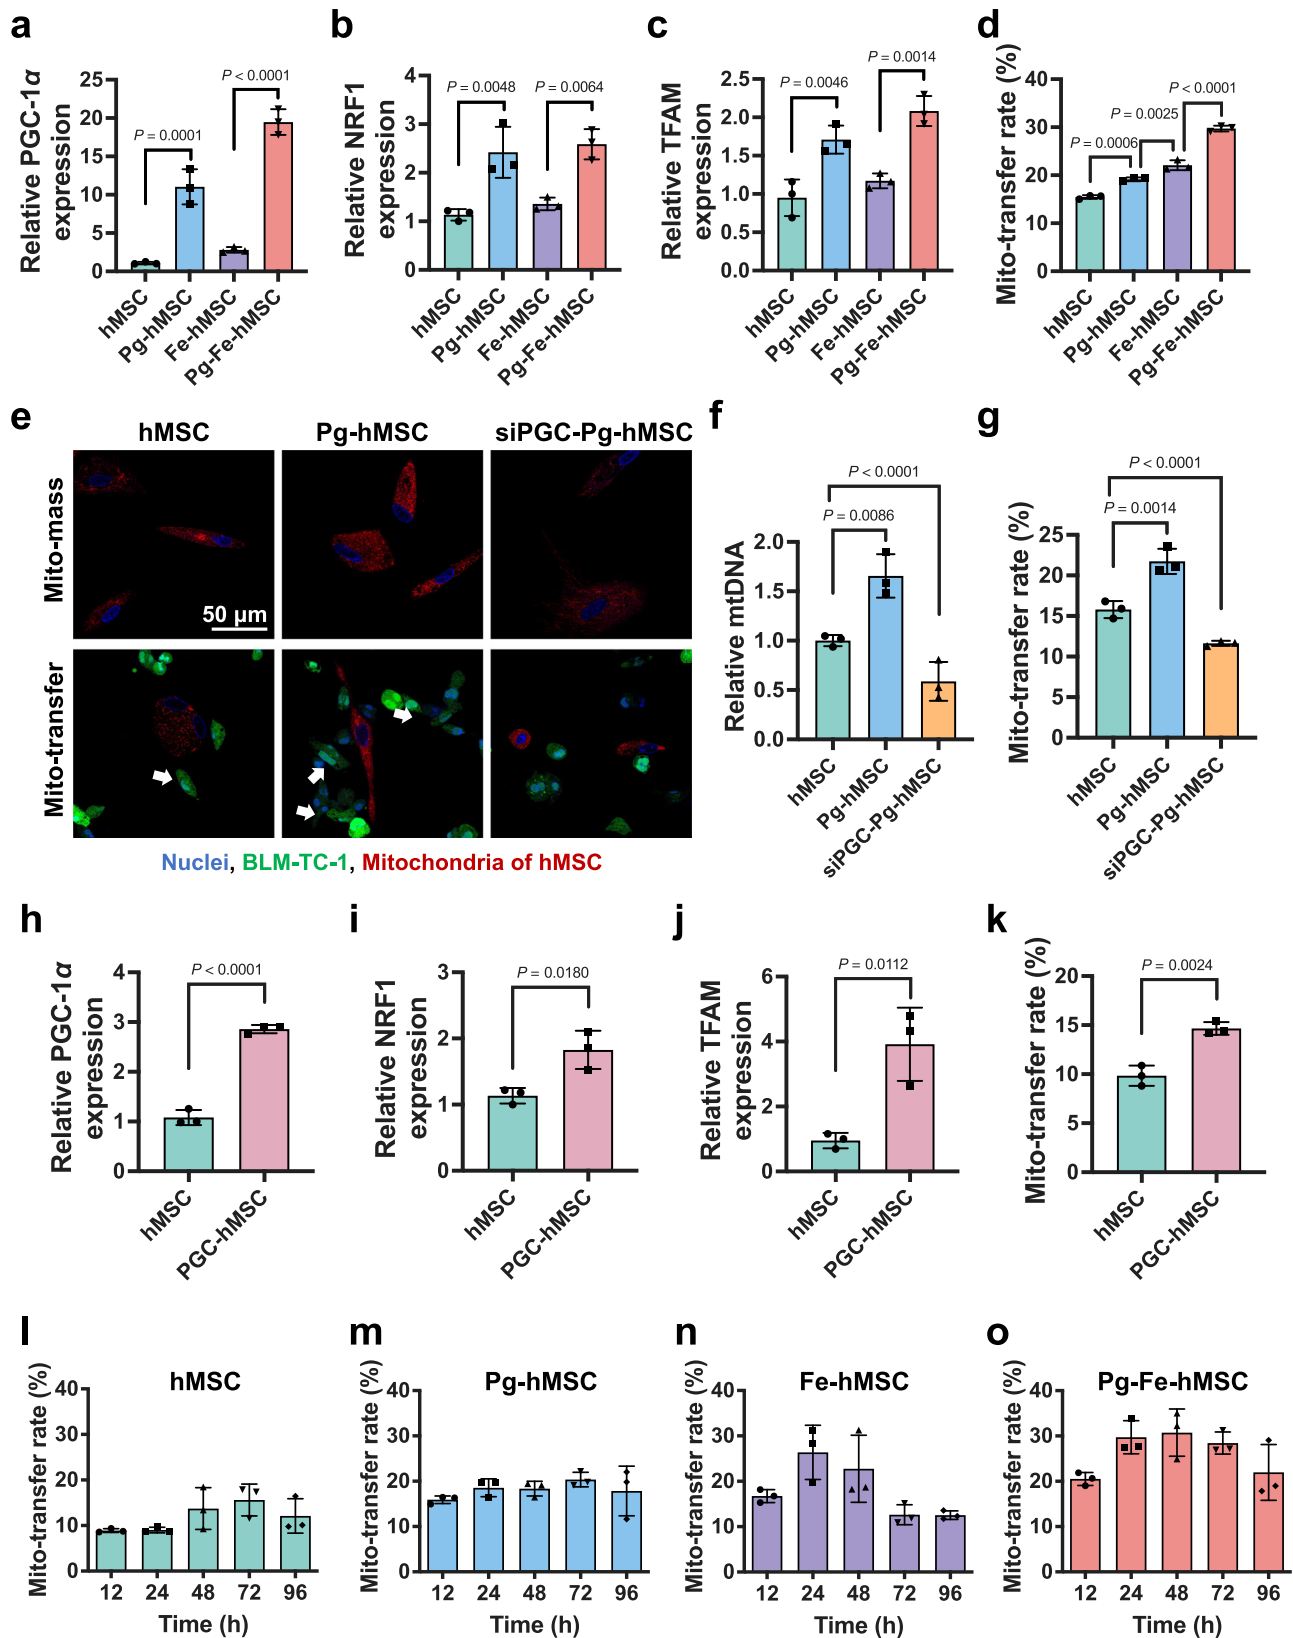 a
Relative PGC-1α
expression
25
20
15
10
5
0
P = 0.0001
P < 0.0001
hMSC
Pg-hMSC
Fe-hMSC
Pg-Fe-hMSC
b
Relative NRF1
expression
4
3
2
1
0
P = 0.0048
P = 0.0064
hMSC
Pg-hMSC
Fe-hMSC
Pg-Fe-hMSC
c
Relative TFAM
expression
2.5
2.0
1.5
1.0
0.5
0.0
P = 0.0046
P = 0.0014
hMSC
Pg-hMSC
Fe-hMSC
Pg-Fe-hMSC
d
Mito-transfer rate (%)
40
30
20
10
0
P = 0.0006
P = 0.0025
P < 0.0001
hMSC
Pg-hMSC
Fe-hMSC
Pg-Fe-hMSC
e
hMSC
Pg-hMSC
siPGC-Pg-hMSC
Mito-mass
50 μm
Mito-transfer
Nuclei, BLM-TC-1, Mitochondria of hMSC
f
Relative mtDNA
2.0
1.5
1.0
0.5
0.0
P < 0.0001
P = 0.0086
hMSC
Pg-hMSC
siPGC-Pg-hMSC
g
Mito-transfer rate (%)
25
20
15
10
5
0
P < 0.0001
P = 0.0014
hMSC
Pg-hMSC
siPGC-Pg-hMSC
h
Relative PGC-1α
expression
4
3
2
1
0
P < 0.0001
hMSC
PGC-hMSC
i
Relative NRF1
expression
3
2
1
0
P = 0.0180
hMSC
PGC-hMSC
j
Relative TFAM
expression
6
4
2
0
P = 0.0112
hMSC
PGC-hMSC
k
Mito-transfer rate (%)
20
15
10
5
0
P = 0.0024
hMSC
PGC-hMSC
l
hMSC
Mito-transfer rate (%)
40
30
20
10
0
12 24 48 72 96
Time (h)
m
Pg-hMSC
Mito-transfer rate (%)
40
30
20
10
0
12 24 48 72 96
Time (h)
n
Fe-hMSC
Mito-transfer rate (%)
40
30
20
10
0
12 24 48 72 96
Time (h)
o
Pg-Fe-hMSC
Mito-transfer rate (%)
40
30
20
10
0
12 24 48 72 96
Time (h)